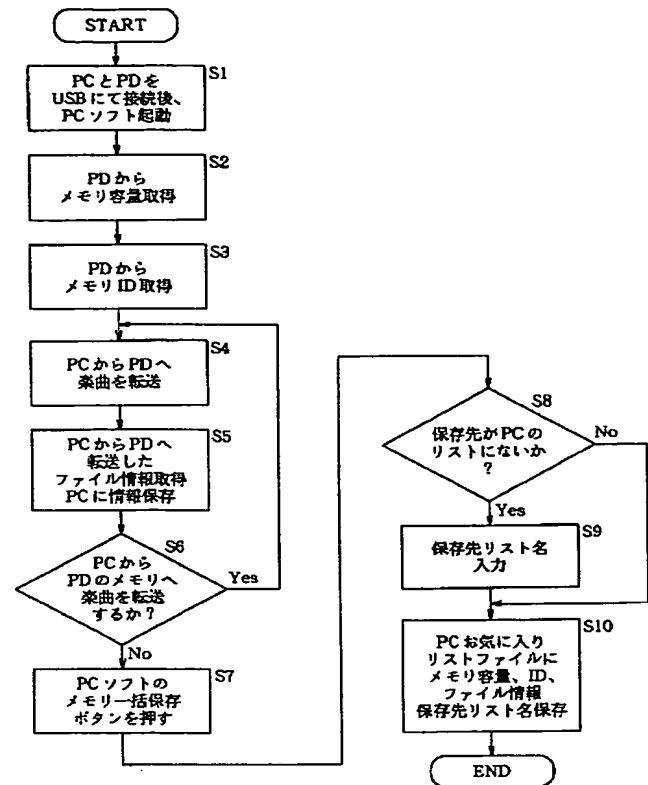 START
S1
PCとPDを
USBにて接続後、
PCソフト起動
S2
PDから
メモリ容量取得
S3
PDから
メモリID取得
S4
PCからPDへ
楽曲を転送
S5
PCからPDへ
転送した
ファイル情報取得
PCに情報保存
S6
PCから
PDのメモリへ
楽曲を転送
するか?
Yes
No
S7
PCソフトの
メモリ一括保存
ボタンを押す
S8
保存先がPCの
リストにないか
?
No
Yes
S9
保存先リスト名
入力
S10
PCお気に入り
リストファイルに
メモリ容量、ID、
ファイル情報
保存先リスト名保存
END